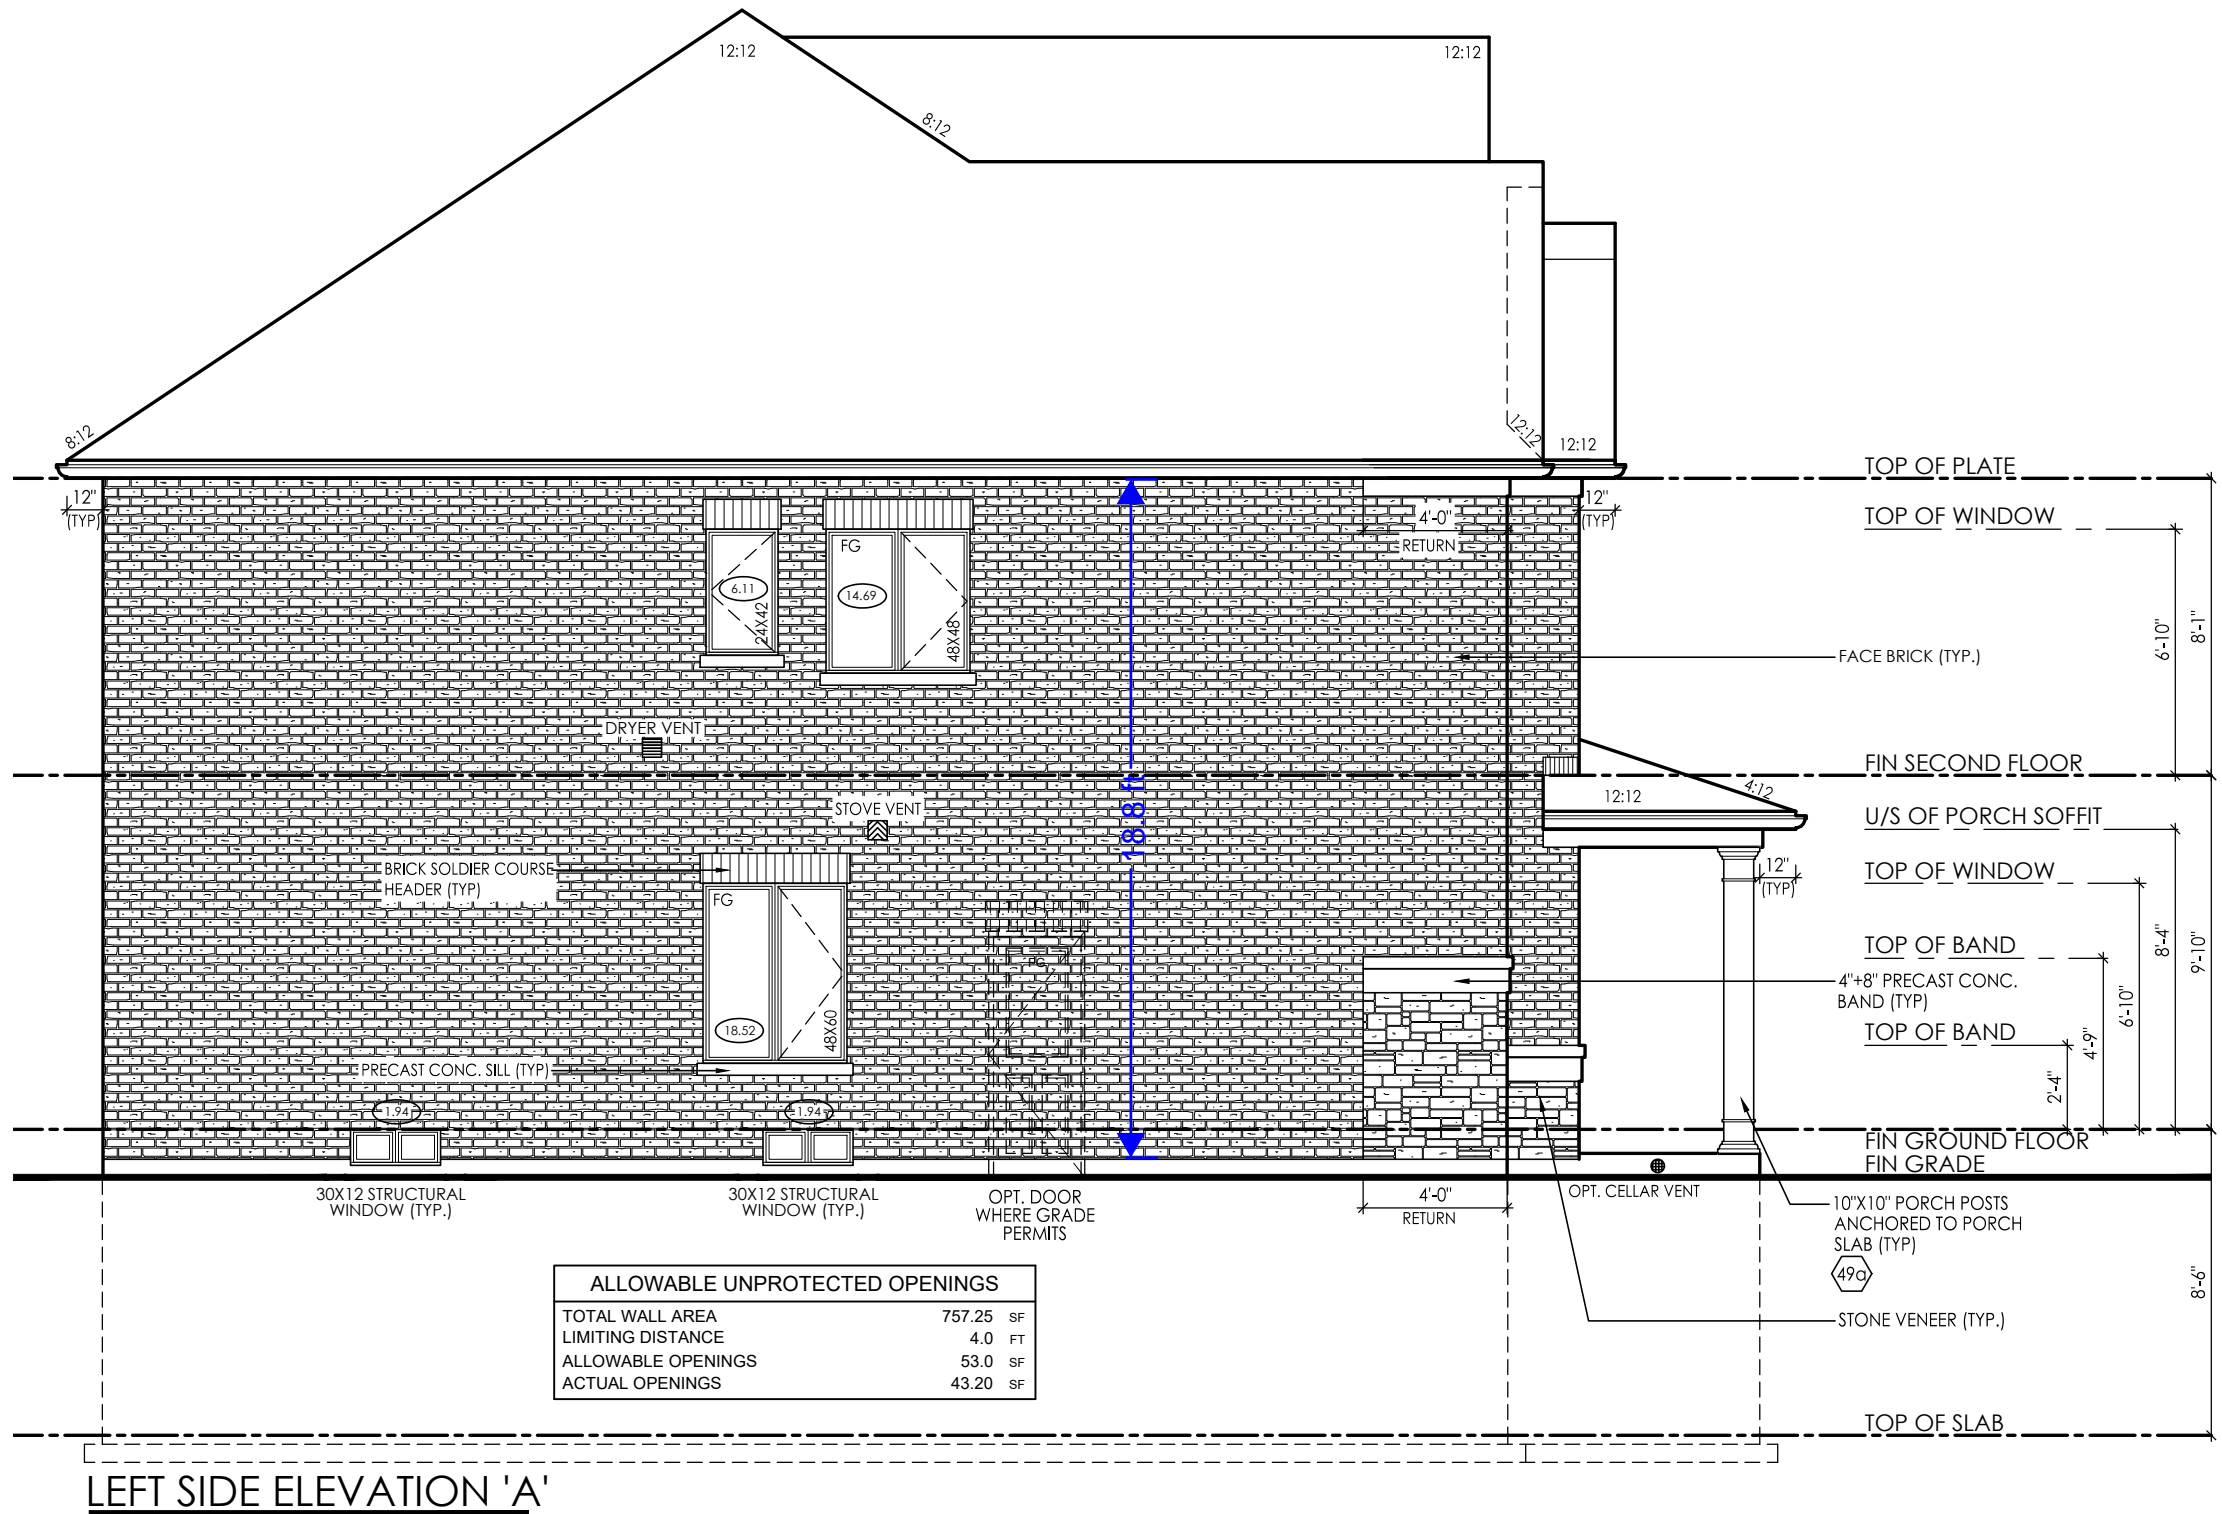 12:12
12:12
8:12
8:12
12:12
12:12
TOP OF PLATE
12"
(TYP)
12"
(TYP)
TOP OF WINDOW
4'-0"
RETURN
FG
6.11
14.69
24X42
48X48
6'-10"
8'-1"
FACE BRICK (TYP.)
DRYER VENT
FIN SECOND FLOOR
4:12
12:12
STOVE VENT
18.8 ft
U/S OF PORCH SOFFIT
BRICK SOLDIER COURSE
HEADER (TYP)
12"
(TYP)
TOP OF WINDOW
FG
FG
8'-4"
9'-10"
TOP OF BAND
4"+8" PRECAST CONC.
BAND (TYP)
6'-10"
18.52
48X60
TOP OF BAND
4'-9"
PRECAST CONC. SILL (TYP)
2'-4"
1.94
1.94
FIN GROUND FLOOR
FIN GRADE
30X12 STRUCTURAL
WINDOW (TYP.)
30X12 STRUCTURAL
WINDOW (TYP.)
OPT. DOOR
WHERE GRADE
PERMITS
4'-0"
RETURN
OPT. CELLAR VENT
10"X10" PORCH POSTS
ANCHORED TO PORCH
SLAB (TYP)
49a
8'-6"
STONE VENEER (TYP.)
ALLOWABLE UNPROTECTED OPENINGS
TOTAL WALL AREA 757.25 SF
LIMITING DISTANCE 4.0 FT
ALLOWABLE OPENINGS 53.0 SF
ACTUAL OPENINGS 43.20 SF
TOP OF SLAB
LEFT SIDE ELEVATION 'A'